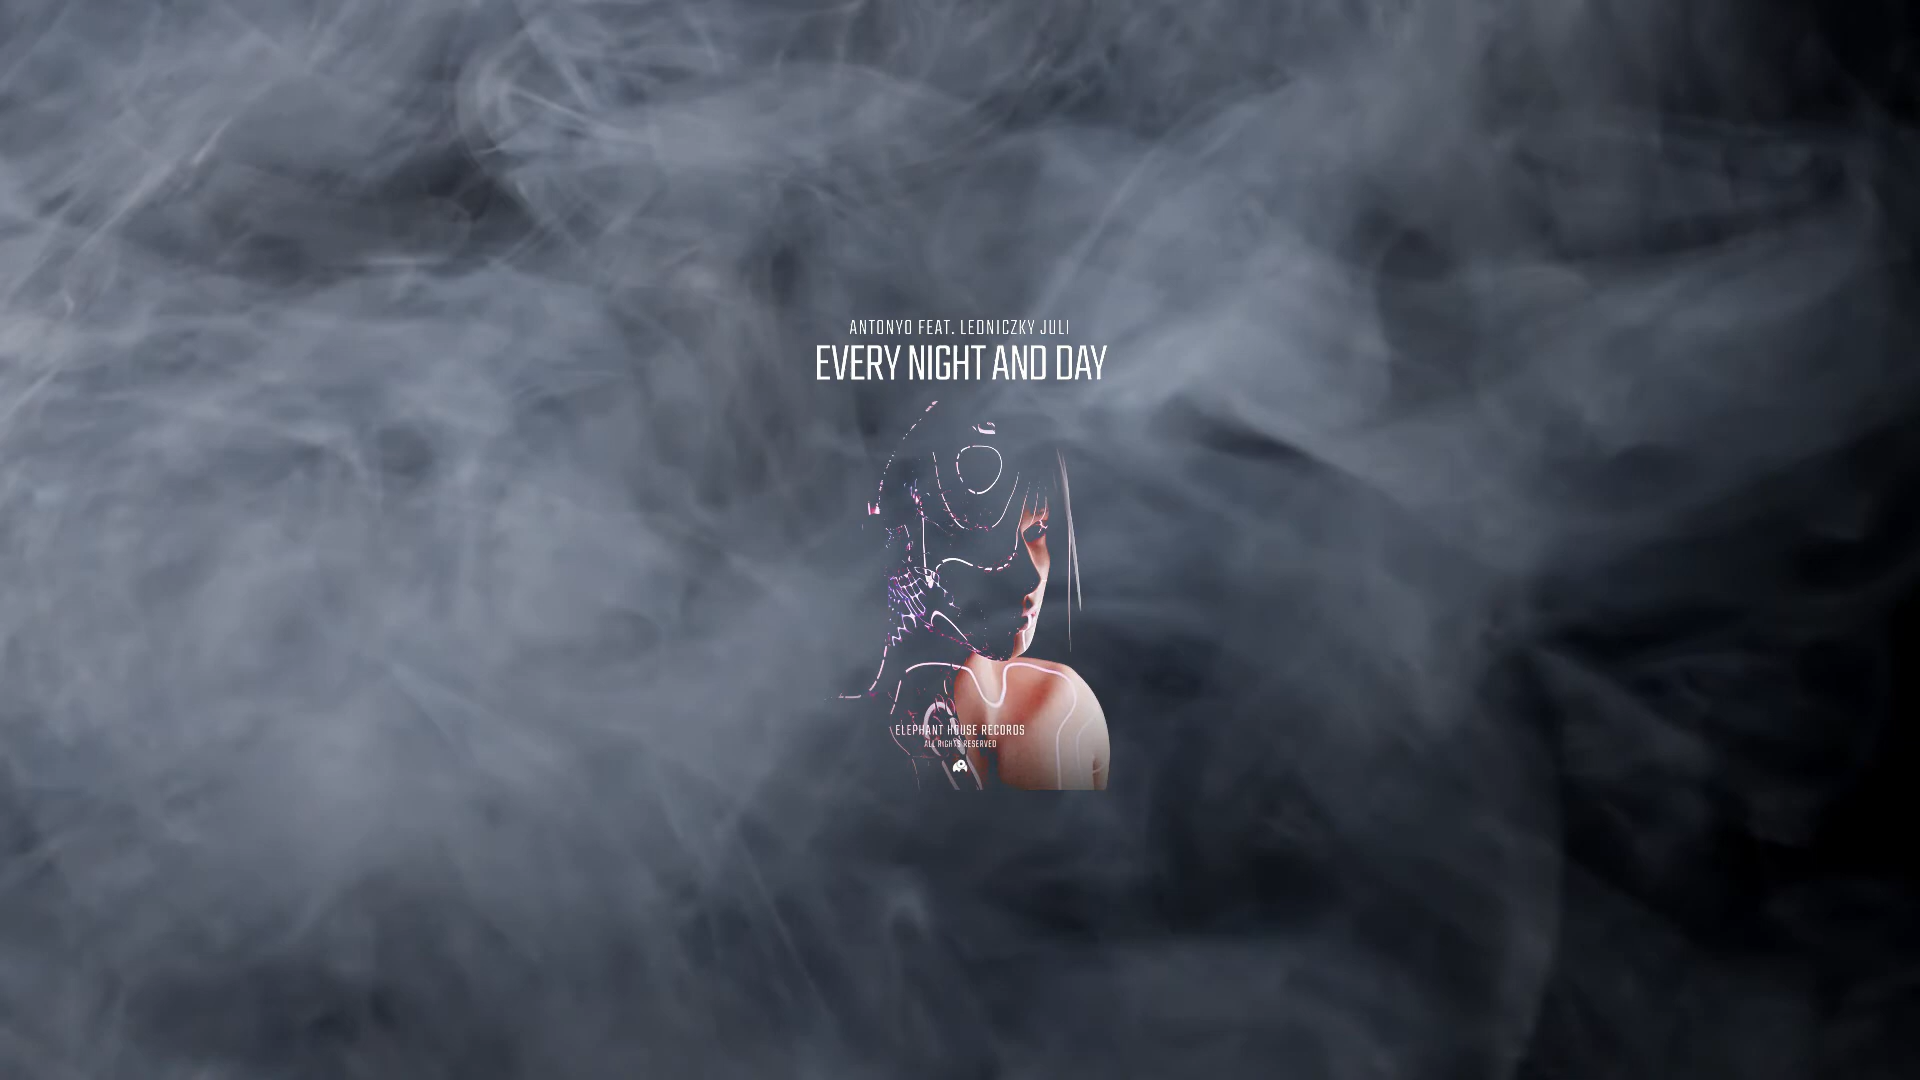 ANTONYO FEAT. LEDNICZKY JULI
EVERY NIGHT AND DAY
ELEPHANT HOUSE RECORDS
ALL RIGHTS RESERVED